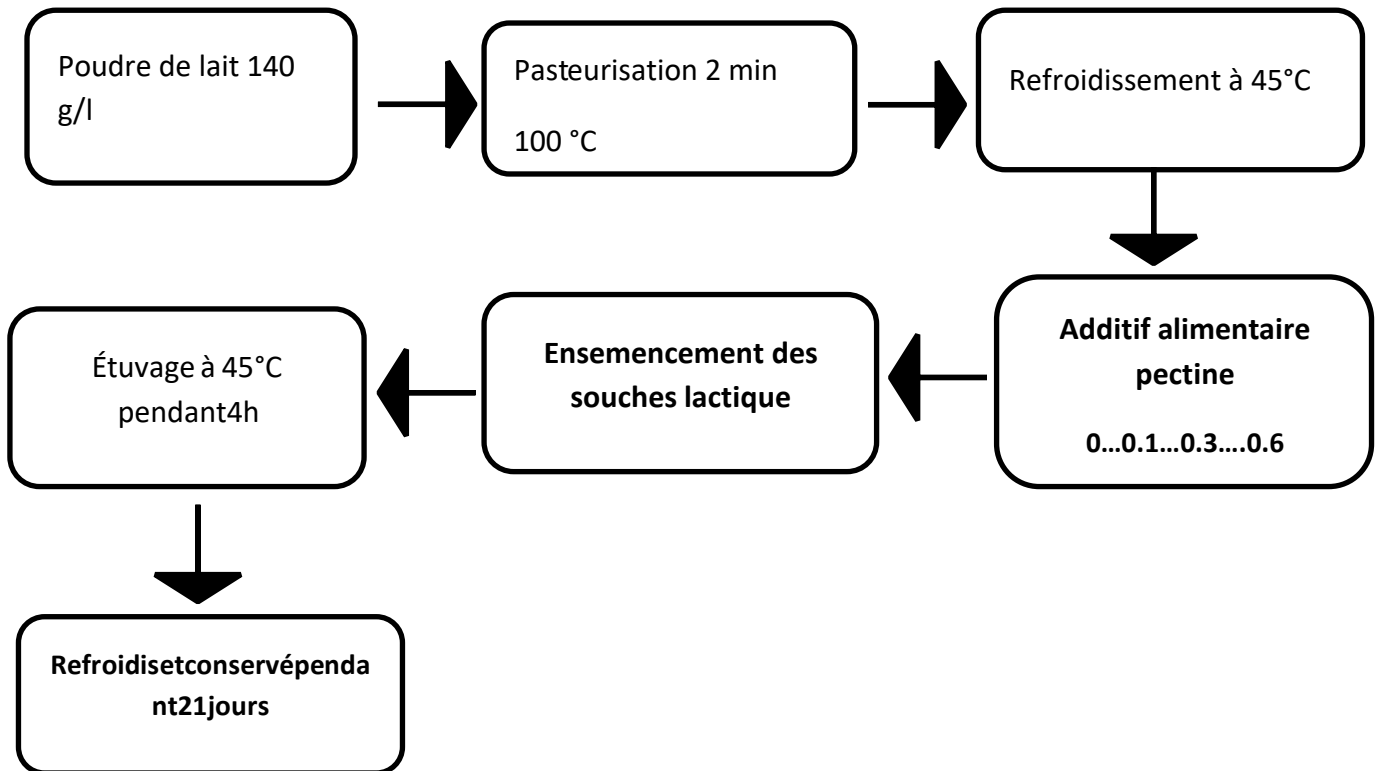 Poudre de lait 140
g/l
Pasteurisation 2 min
100 °C
Refroidissement à 45°C
Additif alimentaire
pectine
0...0.1...0.3....0.6
Ensemencement des
souches lactique
Étuvage à 45°C
pendant4h
Refroidisetconservépenda
nt21jours